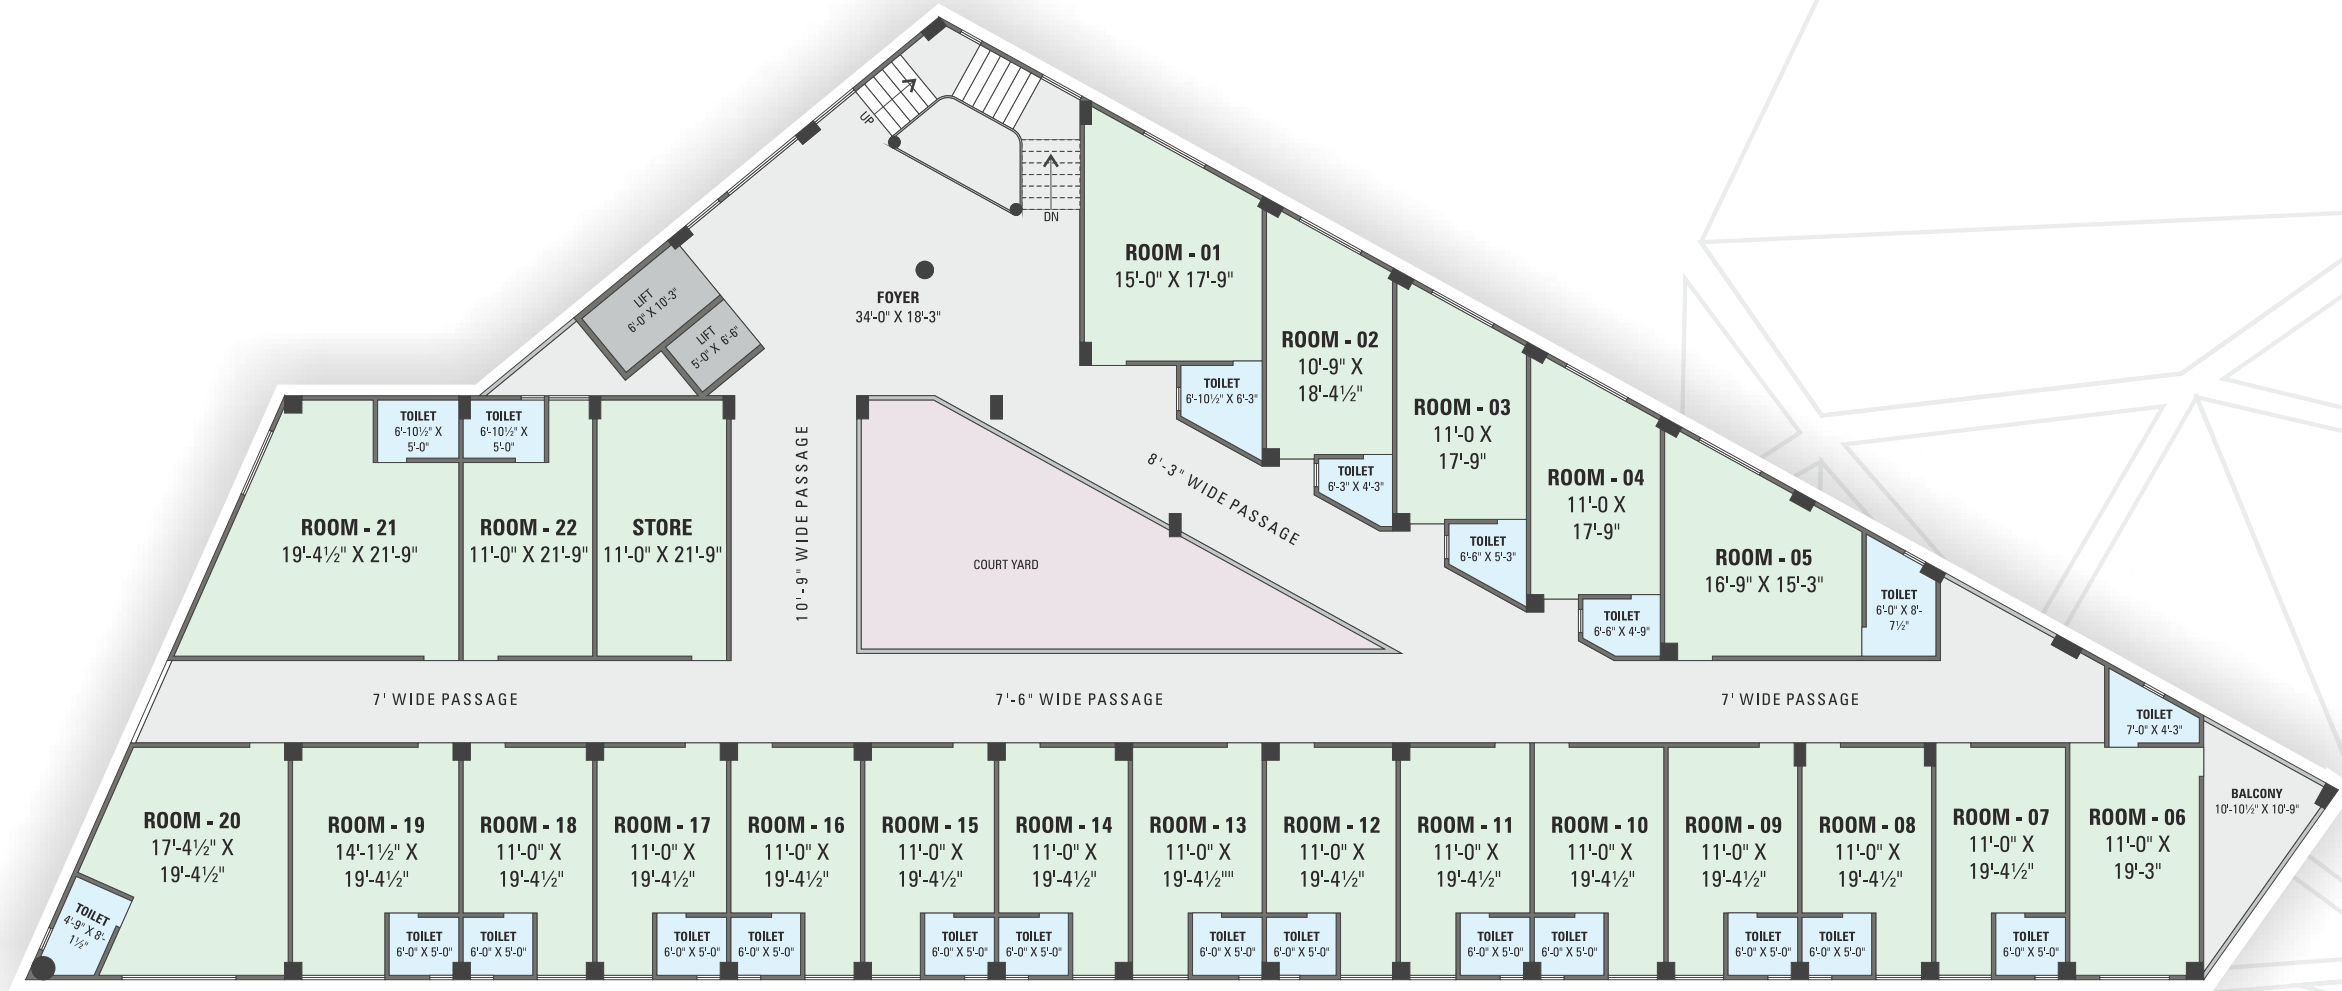 UP
DN
ROOM - 01
15'-0" X 17'-9"
LIFT
6'-0" X 10'-3"
LIFT
5'-0" X 6'-6"
FOYER
34'-0" X 18'-3"
ROOM - 02
10'-9" X
18'-4½"
TOILET
6'-10½" X 6'-3"
ROOM - 03
11'-0 X
17'-9"
TOILET
6'-3" X 4'-3"
ROOM - 04
11'-0 X
17'-9"
TOILET
6'-6" X 5'-3"
ROOM - 05
16'-9" X 15'-3"
TOILET
6'-6" X 4'-9"
TOILET
6'-0" X 8'-
7½"
TOILET
6'-10½" X
5'-0"
TOILET
6'-10½" X
5'-0"
ROOM - 21
19'-4½" X 21'-9"
ROOM - 22
11'-0" X 21'-9"
STORE
11'-0" X 21'-9"
10'-9" WIDE PASSAGE
8'-3" WIDE PASSAGE
COURT YARD
7' WIDE PASSAGE
7'-6" WIDE PASSAGE
7' WIDE PASSAGE
TOILET
7'-0" X 4'-3"
BALCONY
10'-10½" X 10'-9"
ROOM - 20
17'-4½" X
19'-4½"
ROOM - 19
14'-1½" X
19'-4½"
ROOM - 18
11'-0" X
19'-4½"
ROOM - 17
11'-0" X
19'-4½"
ROOM - 16
11'-0" X
19'-4½"
ROOM - 15
11'-0" X
19'-4½"
ROOM - 14
11'-0" X
19'-4½"
ROOM - 13
11'-0" X
19'-4½""
ROOM - 12
11'-0" X
19'-4½"
ROOM - 11
11'-0" X
19'-4½"
ROOM - 10
11'-0" X
19'-4½"
ROOM - 09
11'-0" X
19'-4½"
ROOM - 08
11'-0" X
19'-4½"
ROOM - 07
11'-0" X
19'-4½"
ROOM - 06
11'-0" X
19'-3"
TOILET
4'-9" X 8'-
1½"
TOILET
6'-0" X 5'-0"
TOILET
6'-0" X 5'-0"
TOILET
6'-0" X 5'-0"
TOILET
6'-0" X 5'-0"
TOILET
6'-0" X 5'-0"
TOILET
6'-0" X 5'-0"
TOILET
6'-0" X 5'-0"
TOILET
6'-0" X 5'-0"
TOILET
6'-0" X 5'-0"
TOILET
6'-0" X 5'-0"
TOILET
6'-0" X 5'-0"
TOILET
6'-0" X 5'-0"
TOILET
6'-0" X 5'-0"